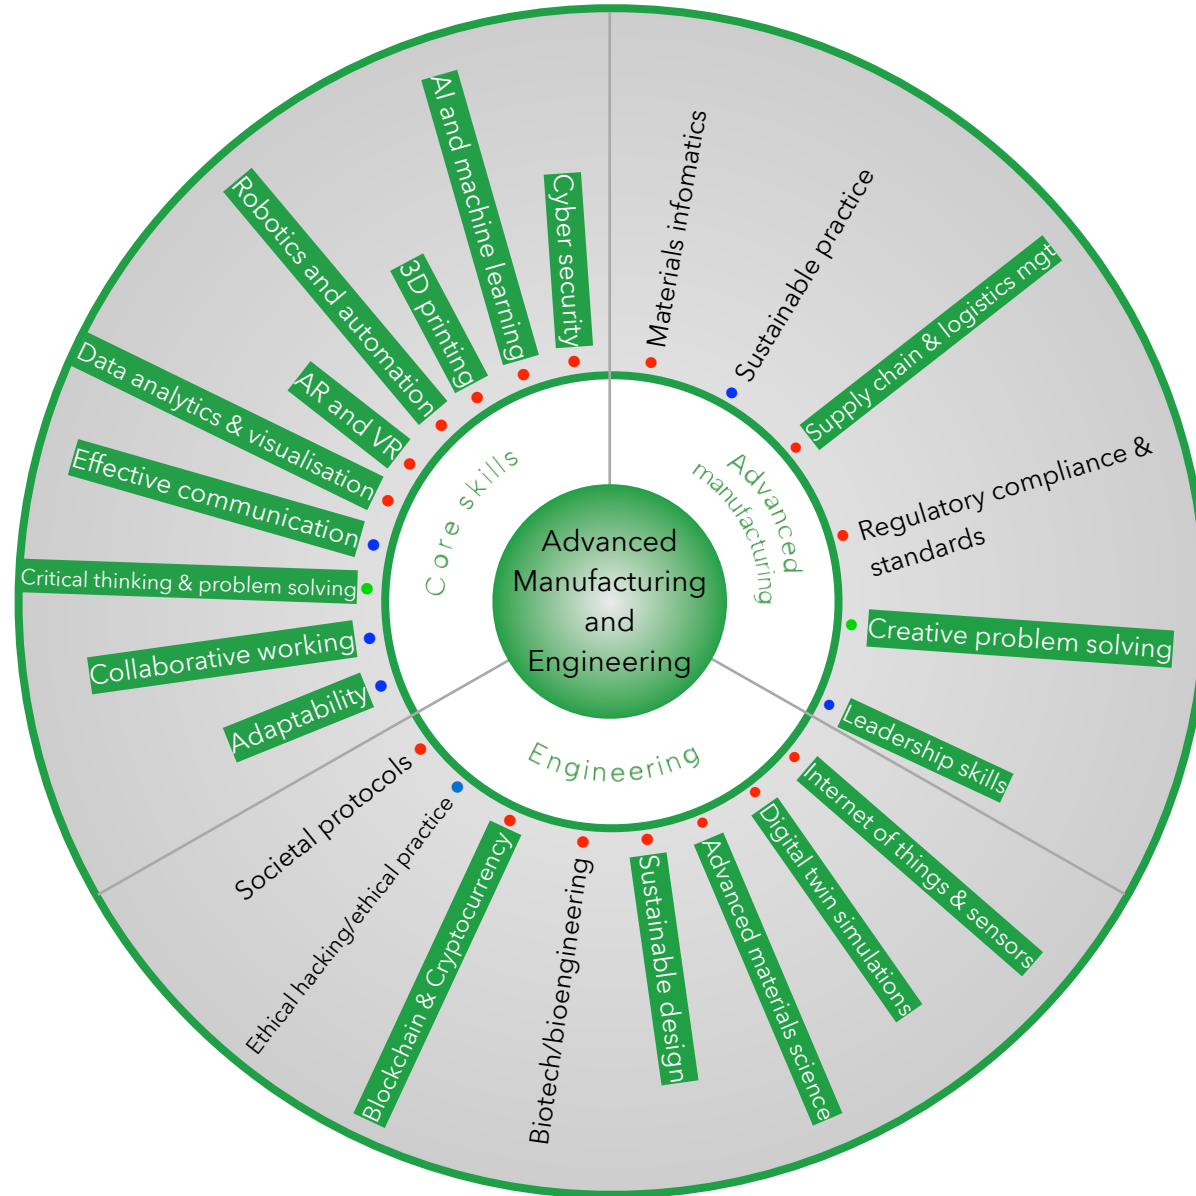 Advanced
Manufacturing
and
Engineering
Core skills
Advanced
manufacturing
Engineering
Materials infomatics
Sustainable practice
Supply chain & logistics mgt
Regulatory compliance &
standards
Creative problem solving
Leadership skills
Internet of things & sensors
Digital twin simulations
Advanced materials science
Sustainable design
Biotech/bioengineering
Blockchain & Cryptocurrency
Ethical hacking/ethical practice
Societal protocols
Adaptability
Collaborative working
Critical thinking & problem solving
Effective communication
Data analytics & visualisation
AR and VR
Robotics and automation
3D printing
AI and machine learning
Cyber security